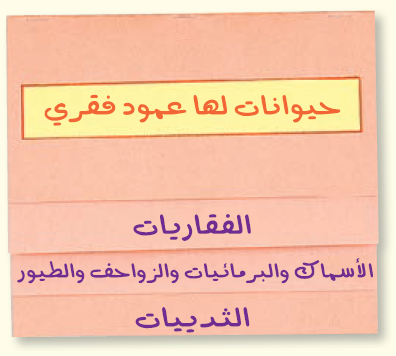 حيوانات لها عمود فقري
الفقاريات
الأسماك والبرمائيات والزواحف والطيور
الثدييات